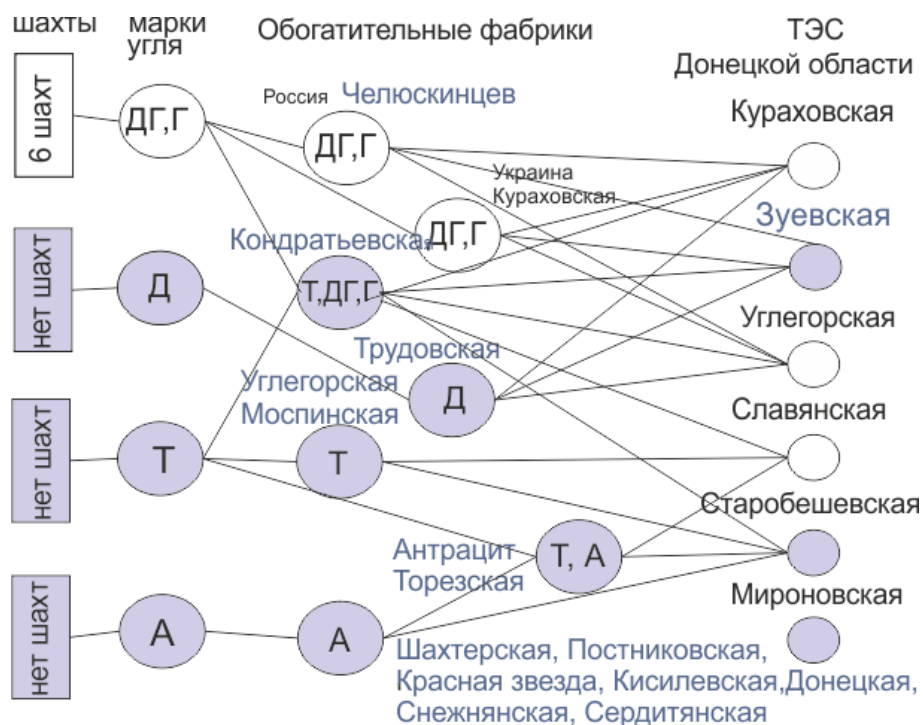 шахты марки угля Обогатительные фабрики ТЭС Донецкой области
6 шахт
ДГ,Г
Россия Челюскинцев
ДГ,Г
Украина
Кураховская
ДГ,Г
Кураховская
Зуевская
нет шахт
Д
Кондратьевская
Т,ДГ,Г
Трудовская
Д
Углегорская
Углегорская
Моспинская
Славянская
нет шахт
Т
Т
Старобешевская
Антрацит
Торезская
Т, А
Мироновская
нет шахт
А
А
Шахтерская, Постниковская,
Красная звезда, Кисилевская,Донецкая,
Снежнянская, Сердитянская